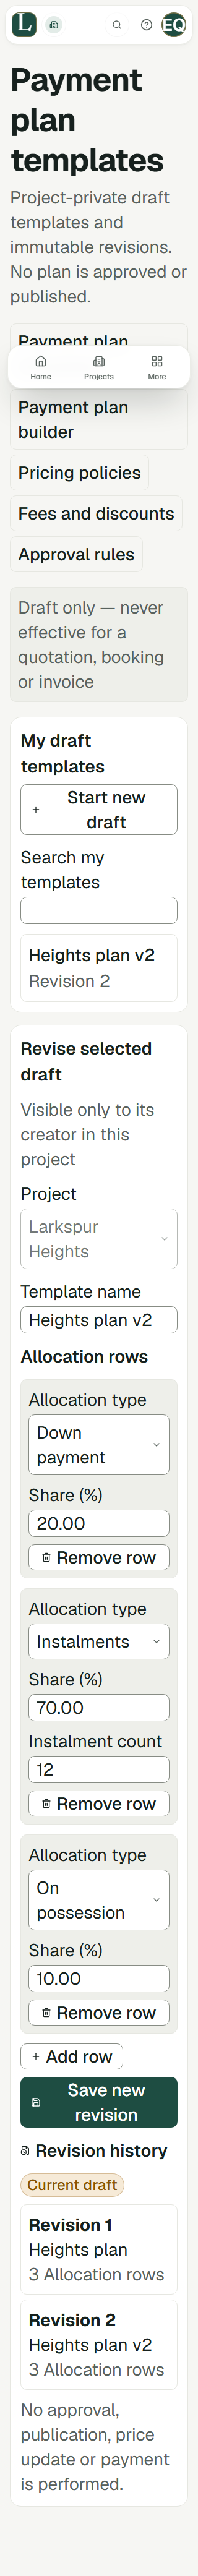 L
EQ
Payment
plan
templates
Project-private draft
templates and
immutable revisions.
No plan is approved or
published.
Payment plan
Home
Projects
More
Payment plan
builder
Pricing policies
Fees and discounts
Approval rules
Draft only — never
effective for a
quotation, booking
or invoice
My draft
templates
+ Start new
draft
Search my
templates
Heights plan v2
Revision 2
Revise selected
draft
Visible only to its
creator in this
project
Project
Larkspur
Heights
Template name
Heights plan v2
Allocation rows
Allocation type
Down
payment
Share (%)
20.00
Remove row
Allocation type
Instalments
Share (%)
70.00
Instalment count
12
Remove row
Allocation type
On
possession
Share (%)
10.00
Remove row
+ Add row
Save new
revision
Revision history
Current draft
Revision 1
Heights plan
3 Allocation rows
Revision 2
Heights plan v2
3 Allocation rows
No approval,
publication, price
update or payment
is performed.